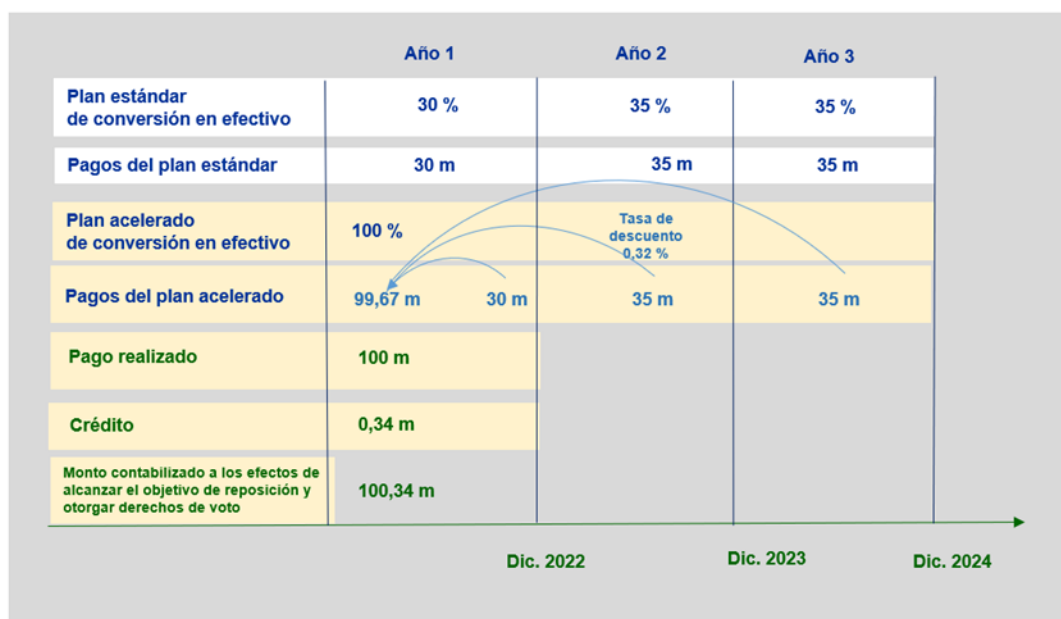 Año 1 Año 2 Año 3
Plan estándar
de conversión en efectivo
30 % 35 % 35 %
Pagos del plan estándar 30 m 35 m 35 m
Plan acelerado
de conversión en efectivo
100 %
Tasa de
descuento
0,32 %
Pagos del plan acelerado 99,67 m 30 m 35 m 35 m
Pago realizado 100 m
Crédito 0,34 m
Monto contabilizado a los efectos de
alcanzar el objetivo de reposición y
otorgar derechos de voto
100,34 m
Dic. 2022 Dic. 2023 Dic. 2024